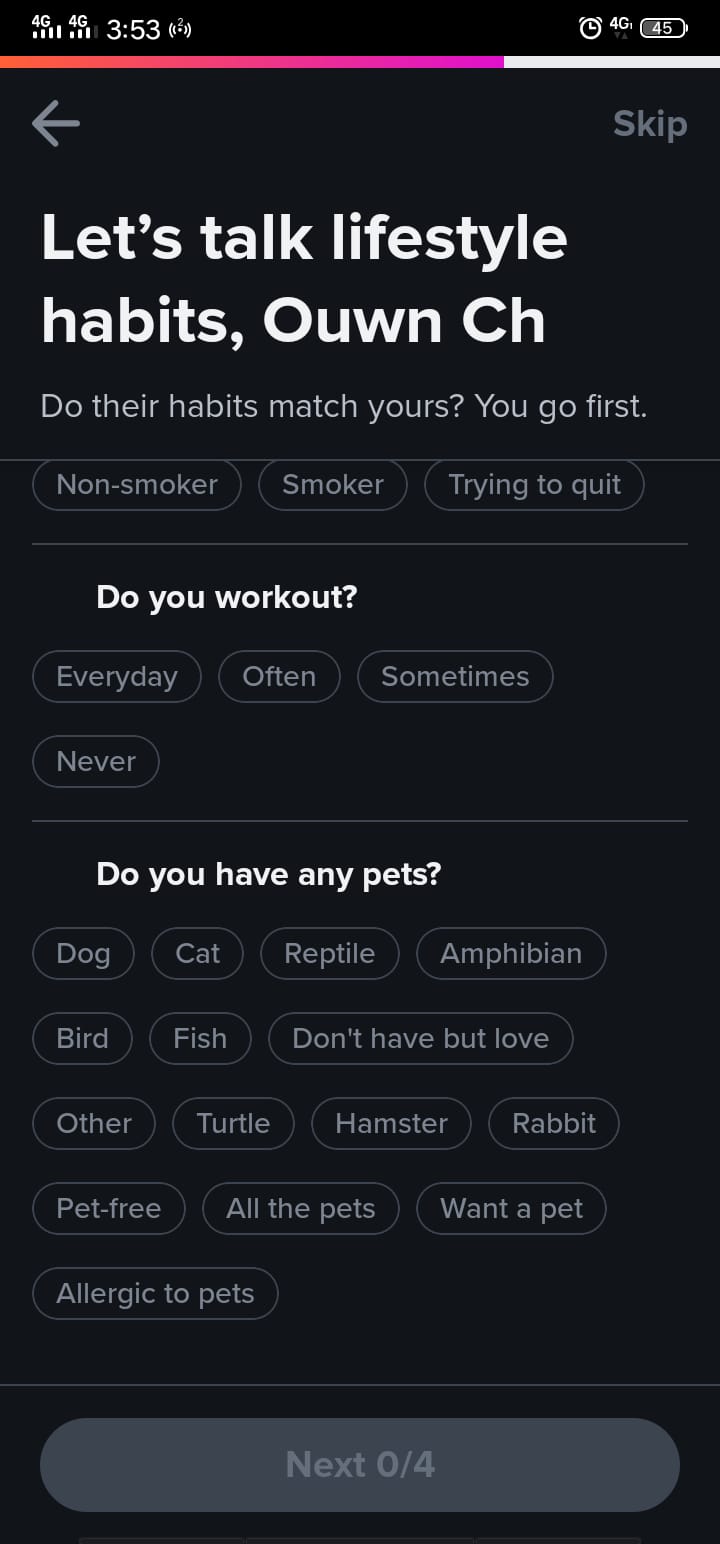 4G 4G 3:53 2 4G 45
Skip
Let’s talk lifestyle
habits, Ouwn Ch
Do their habits match yours? You go first.
Non-smoker Smoker Trying to quit
Do you workout?
Everyday Often Sometimes
Never
Do you have any pets?
Dog Cat Reptile Amphibian
Bird Fish Don't have but love
Other Turtle Hamster Rabbit
Pet-free All the pets Want a pet
Allergic to pets
Next 0/4